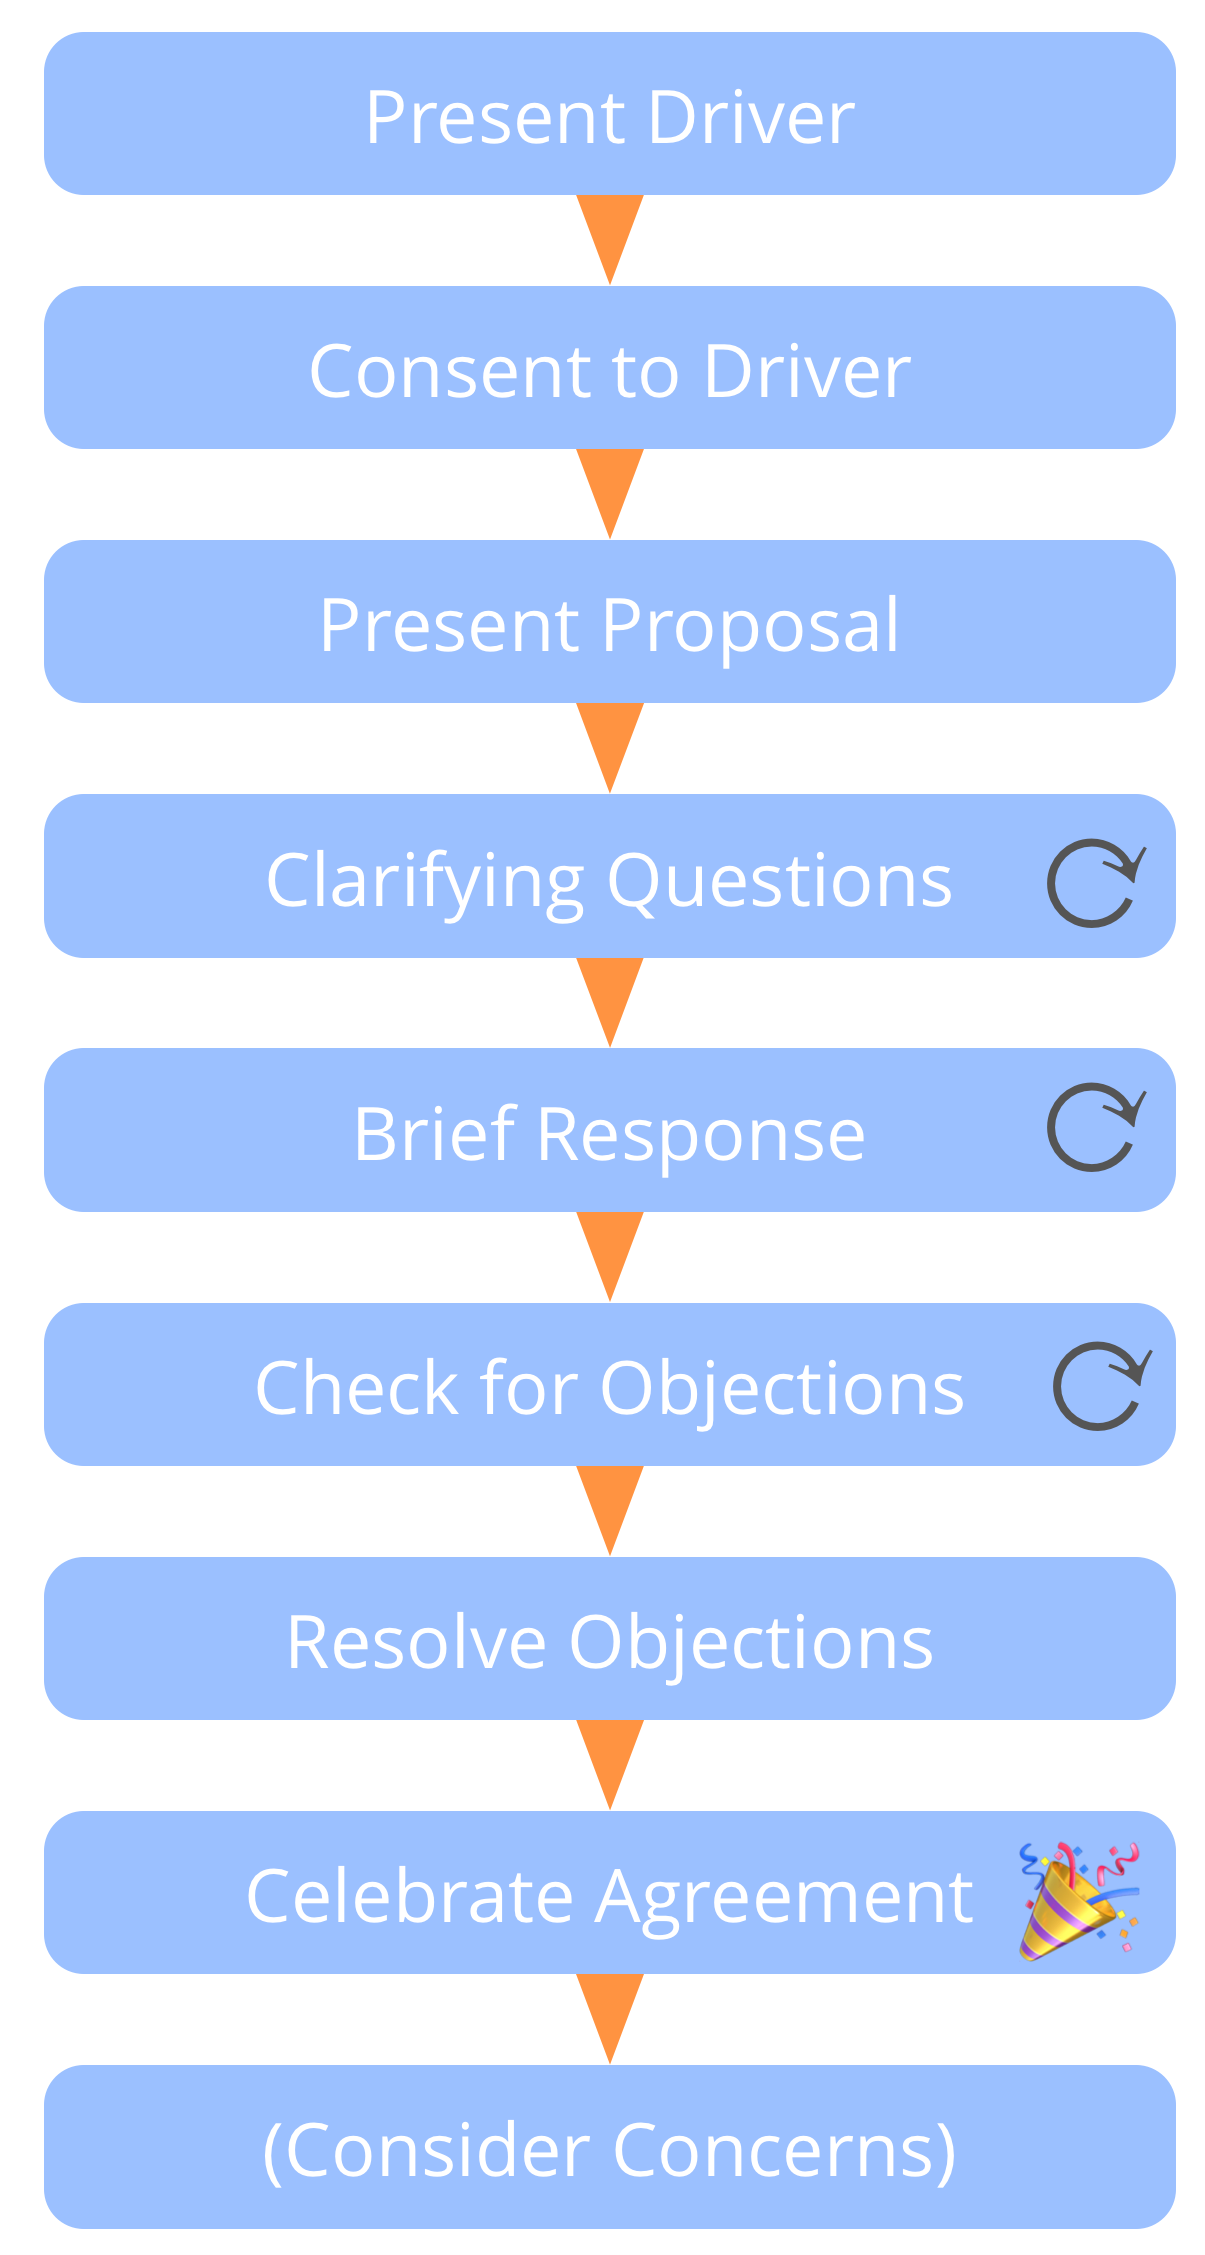 Present Driver
Consent to Driver
Present Proposal
Clarifying Questions
Brief Response
Check for Objections
Resolve Objections
Celebrate Agreement
(Consider Concerns)